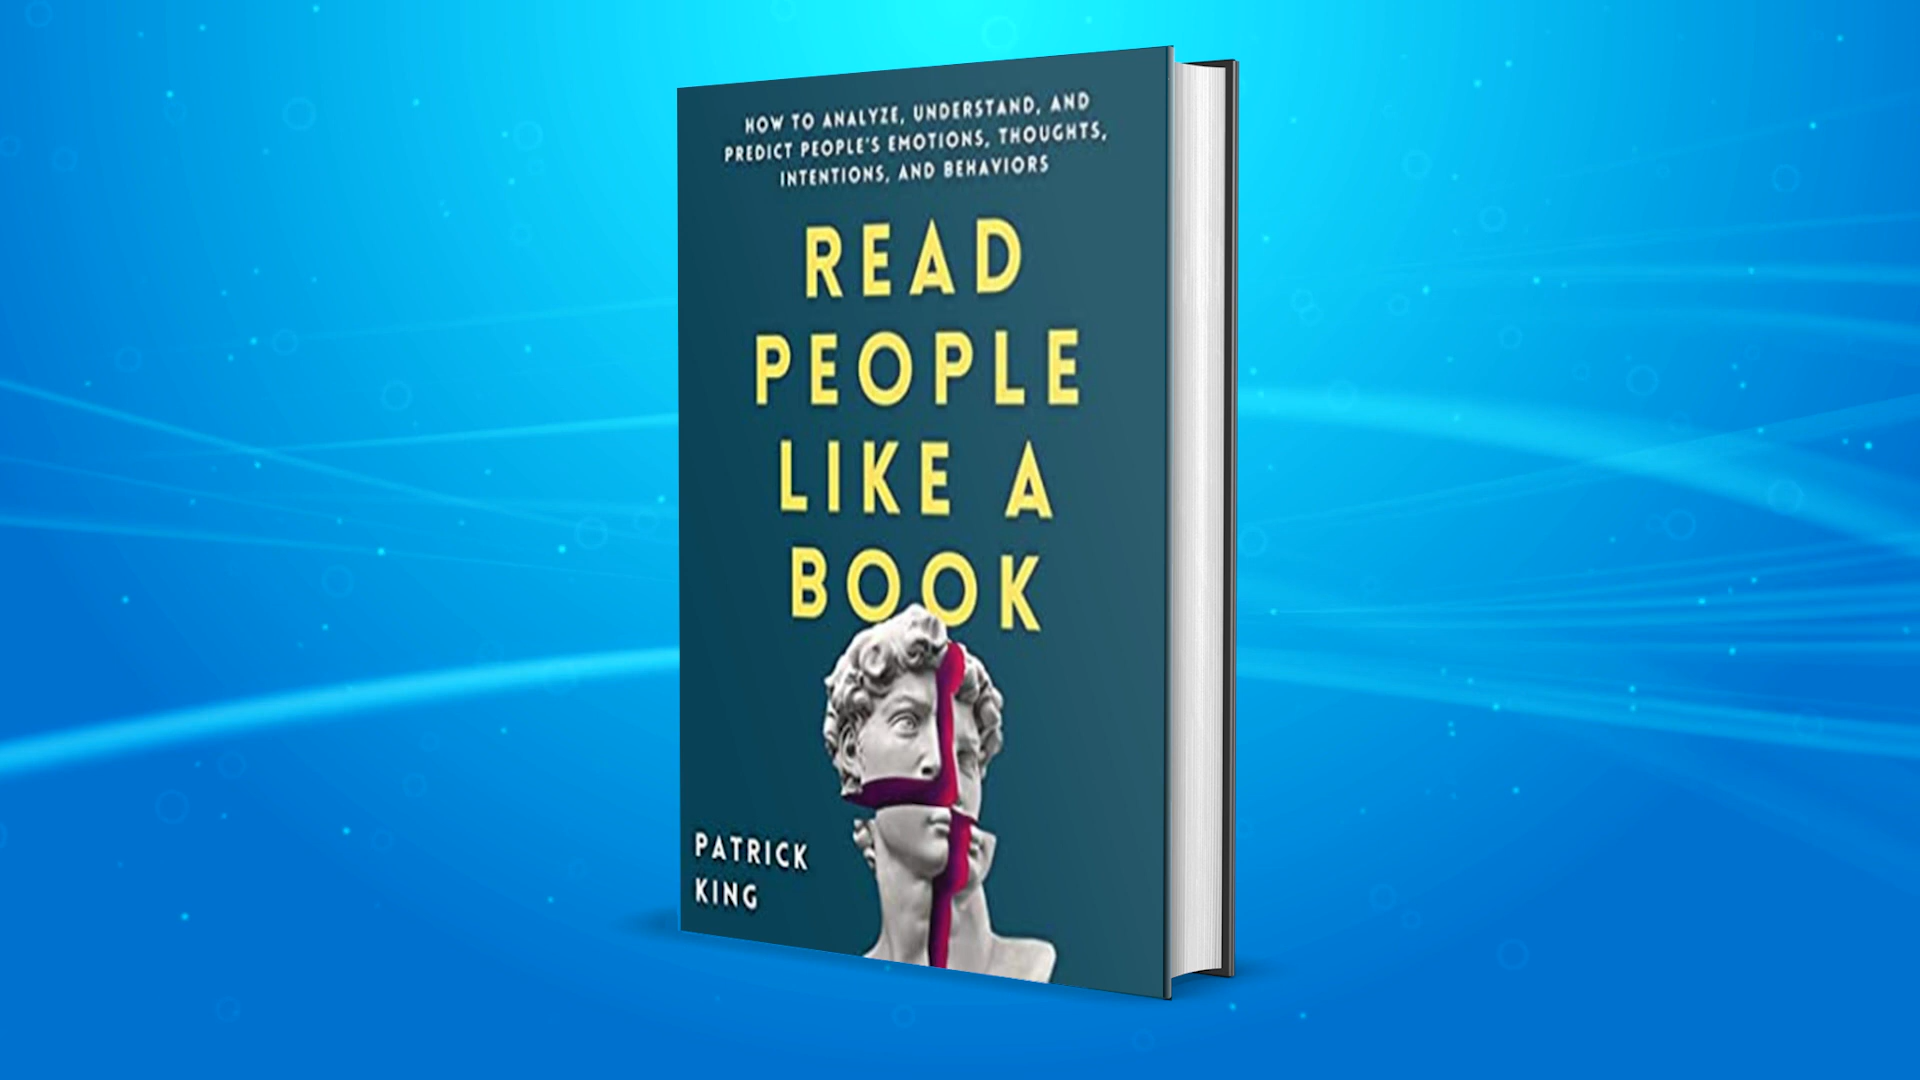 HOW TO ANALYZE, UNDERSTAND, AND
PREDICT PEOPLE'S EMOTIONS, THOUGHTS,
INTENTIONS, AND BEHAVIORS
READ
PEOPLE
LIKE A
BOOK
PATRICK
KING